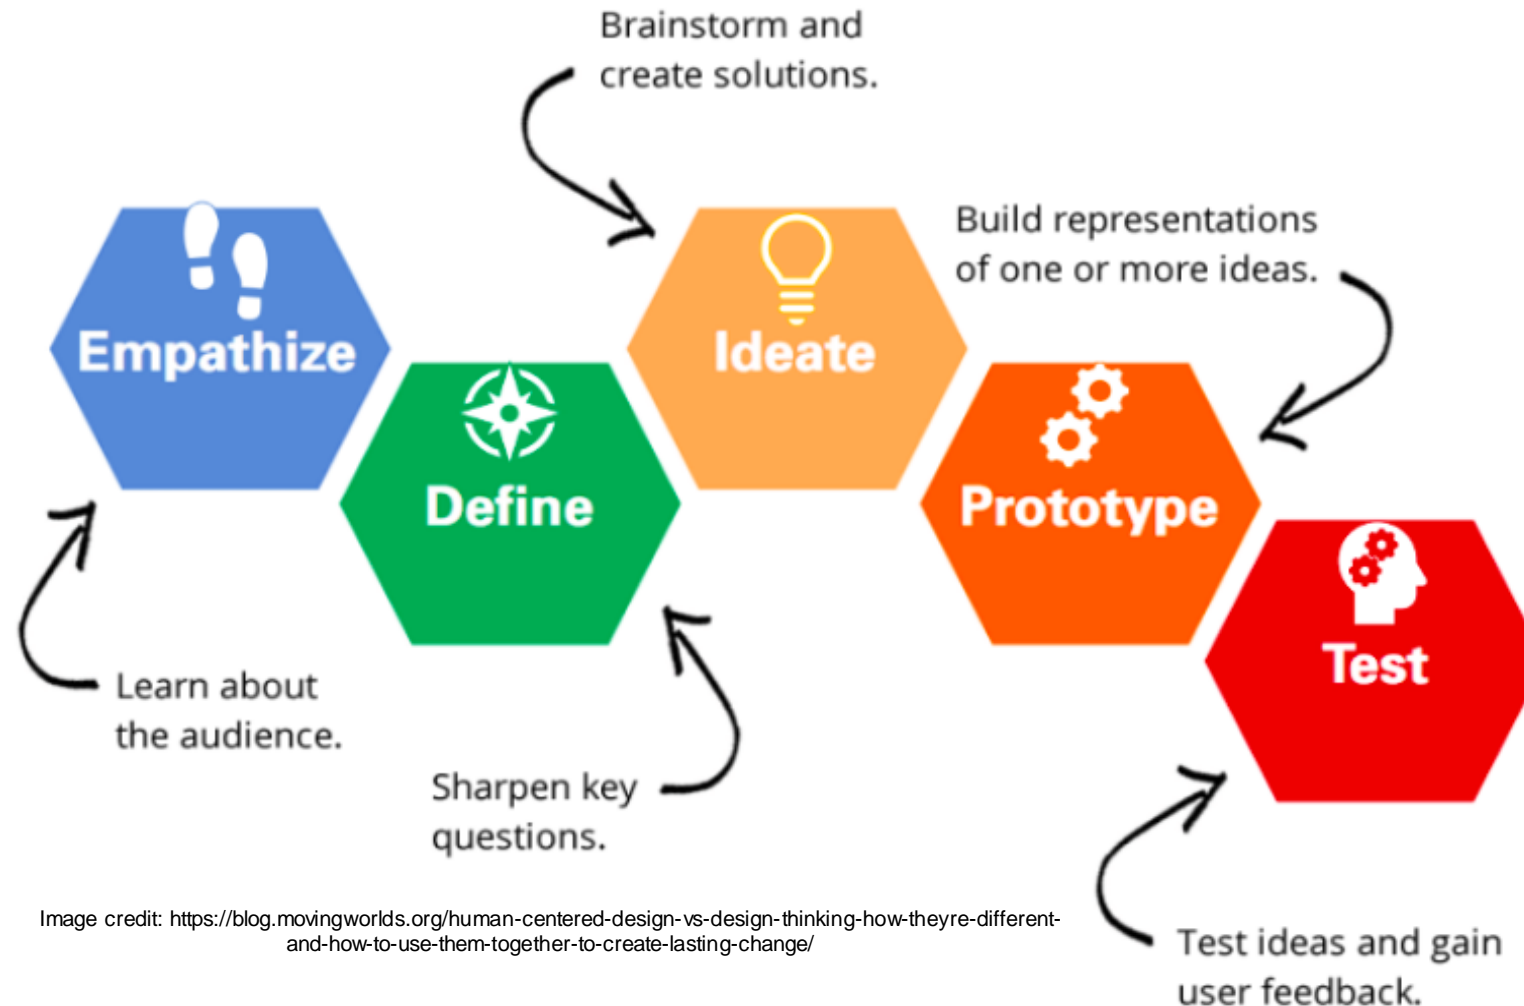 Brainstorm and
create solutions.
Build representations
of one or more ideas.
Empathize
Ideate
Define
Prototype
Test
Learn about
the audience.
Sharpen key
questions.
Image credit: https://blog.movingworlds.org/human-centered-design-vs-design-thinking-how-theyre-different-
and-how-to-use-them-together-to-create-lasting-change/
Test ideas and gain
user feedback.